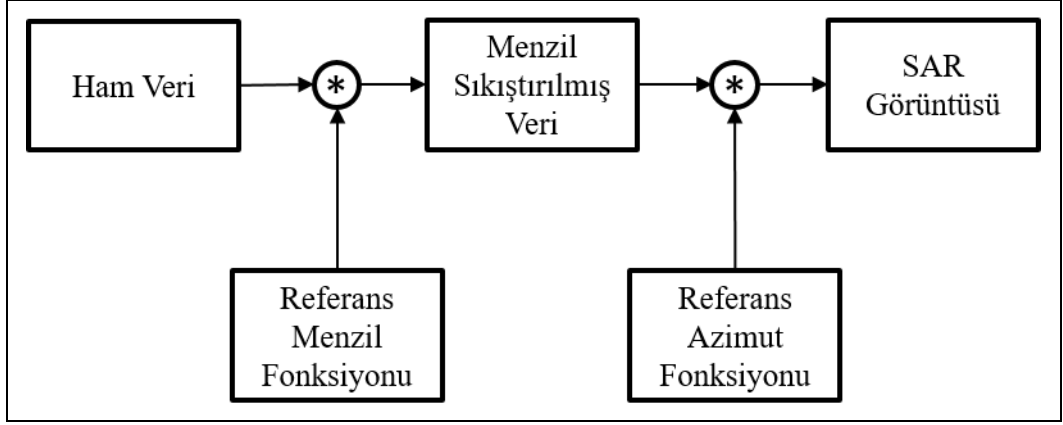 Ham Veri
*
Menzil
Sıkıştırılmış
Veri
*
SAR
Görüntüsü
Referans
Menzil
Fonksiyonu
Referans
Azimut
Fonksiyonu